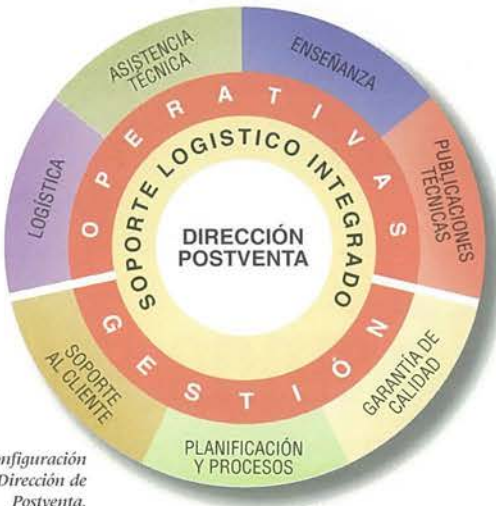 ASISTENCIA
TÉCNICA
ENSEÑANZA
PUBLICACIONES
TÉCNICAS
LOGÍSTICA
OPERATIVAS
SOPORTE LOGISTICO INTEGRADO
DIRECCIÓN
POSTVENTA
GESTIÓN
SOPORTE
AL CLIENTE
PLANIFICACIÓN
Y PROCESOS
GARANTÍA DE
CALIDAD
nfiguración
Dirección de
Postventa.